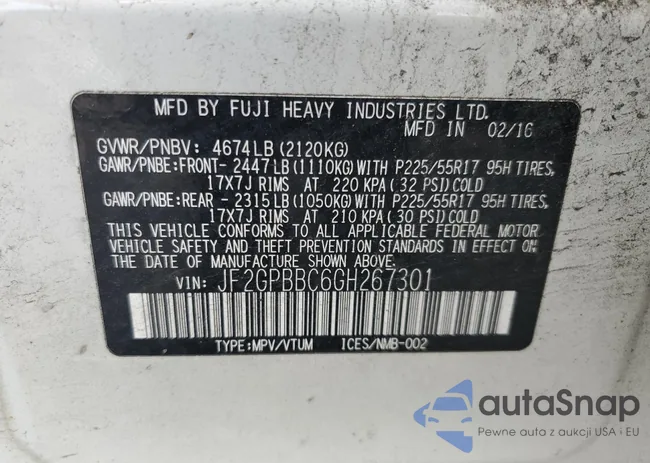 MFD BY FUJI HEAVY INDUSTRIES LTD.
MFD IN 02/16
GVWR/PNBV: 4674LB(2120KG)
GAWR/PNBE:FRONT- 2447LB(1110KG)WITH P225/55R17 95H TIRES,
17X7J RIMS AT 220 KPA(32 PSI)COLD
GAWR/PNBE:REAR - 2315LB(1050KG)WITH P225/55R17 95H TIRES,
17X7J RIMS AT 210 KPA(30 PSI)COLD
THIS VEHICLE CONFORMS TO ALL APPLICABLE FEDERAL MOTOR
VEHICLE SAFETY AND THEFT PREVENTION STANDARDS IN EFFECT ON
THE DATE OF MANUFACTURE SHOWN ABOVE.
VIN: JF2GPBBC6GH267301
TYPE:MPV/VTUM ICES/NMB-002
autoSnap
Pewne auto z aukcji USA i EU